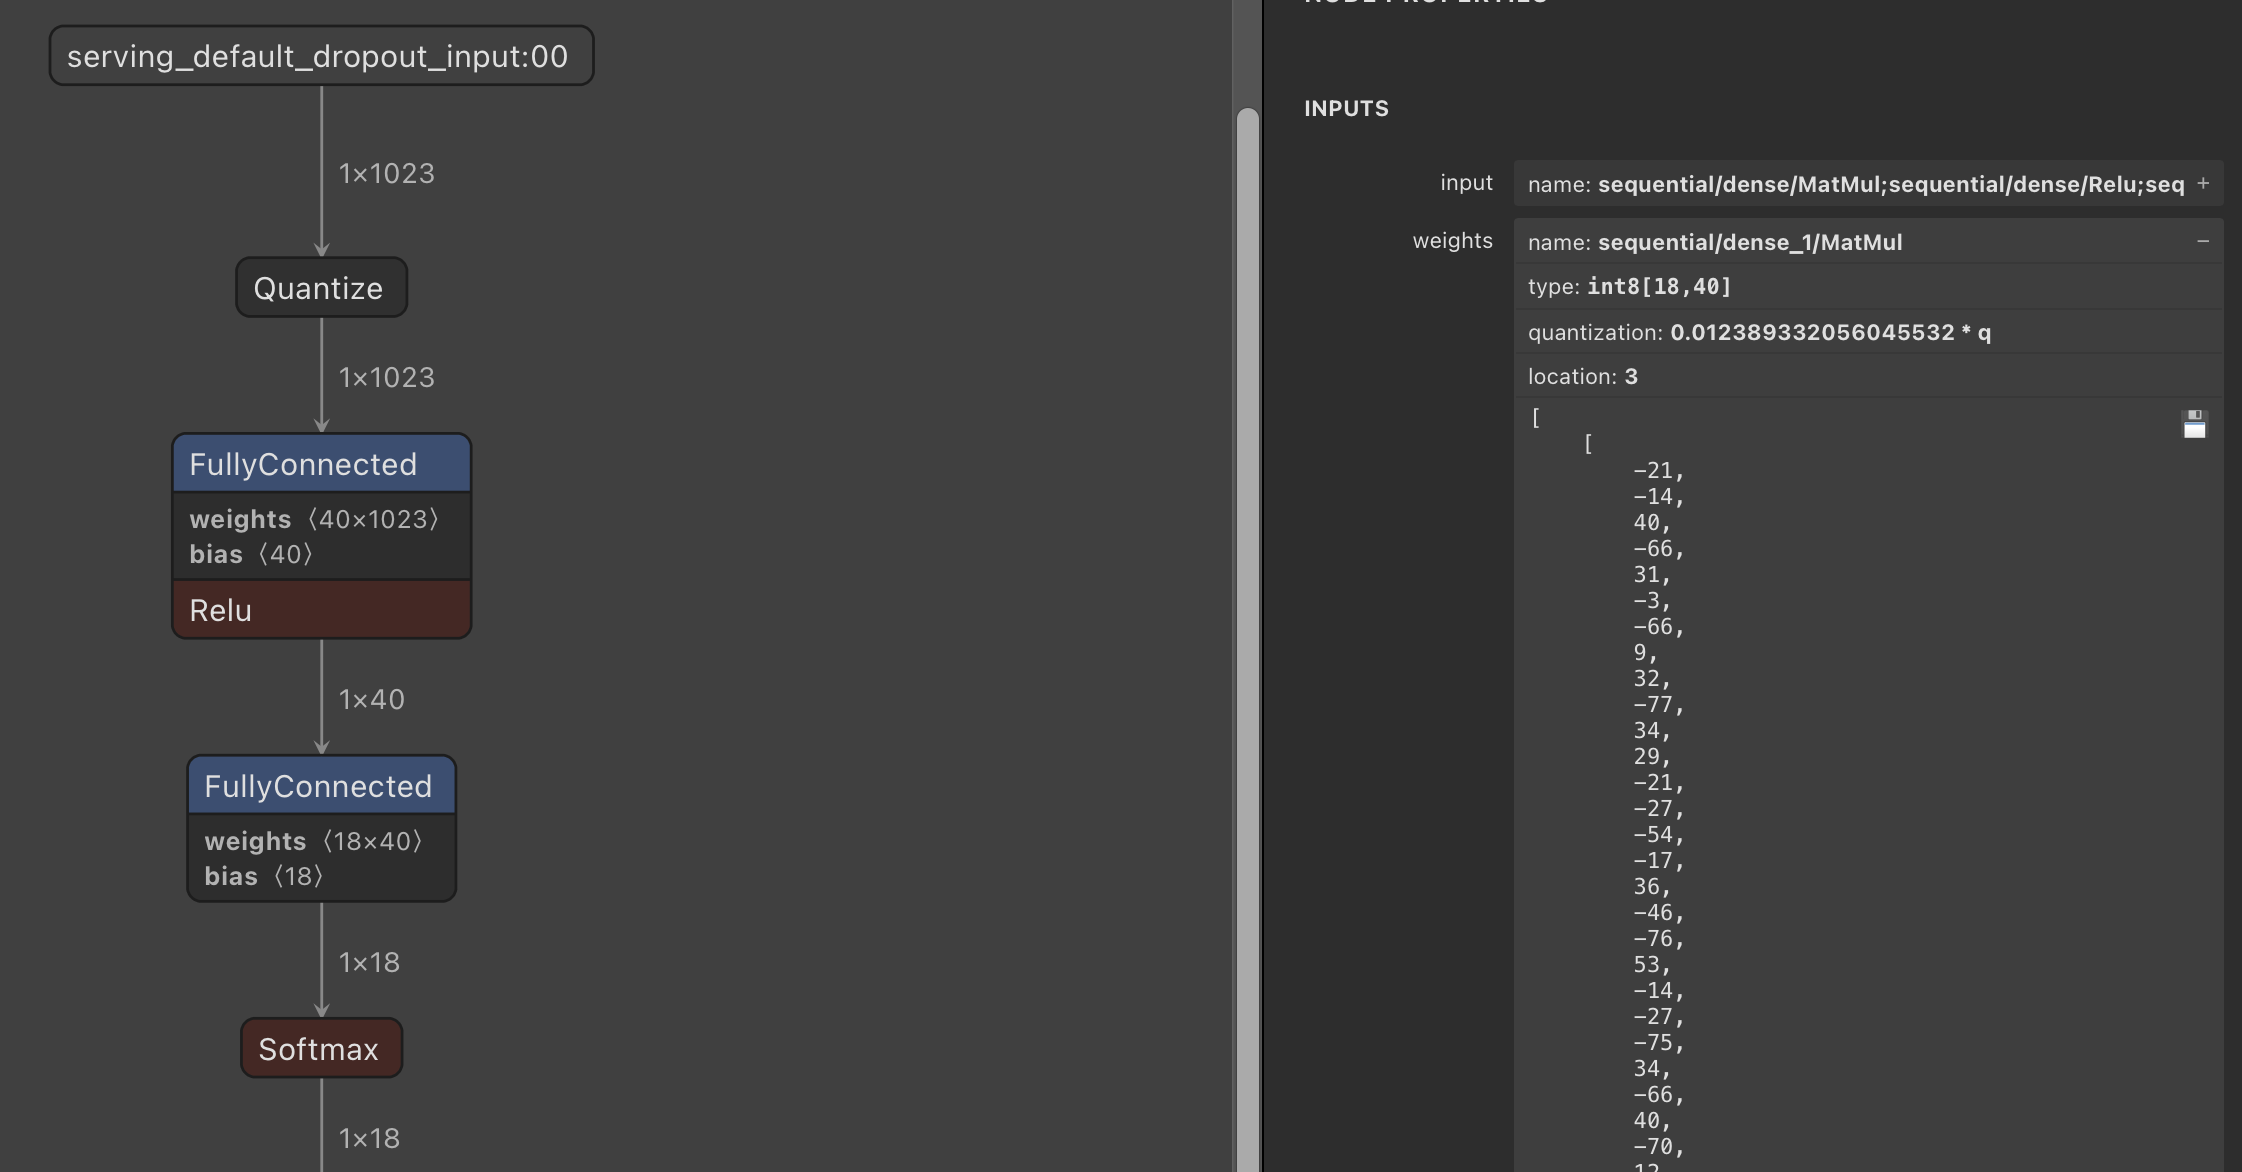 serving_default_dropout_input:00
1×1023
Quantize
1×1023
FullyConnected
weights ⟨40×1023⟩
bias ⟨40⟩
Relu
1×40
FullyConnected
weights ⟨18×40⟩
bias ⟨18⟩
1×18
Softmax
1×18
NODE PROPERTIES
INPUTS
input name: sequential/dense/MatMul;sequential/dense/Relu;seq +
weights name: sequential/dense_1/MatMul −
type: int8[18,40]
quantization: 0.012389332056045532 * q
location: 3
[
[
-21,
-14,
40,
-66,
31,
-3,
-66,
9,
32,
-77,
34,
29,
-21,
-27,
-54,
-17,
36,
-46,
-76,
53,
-14,
-27,
-75,
34,
-66,
40,
-70,
12